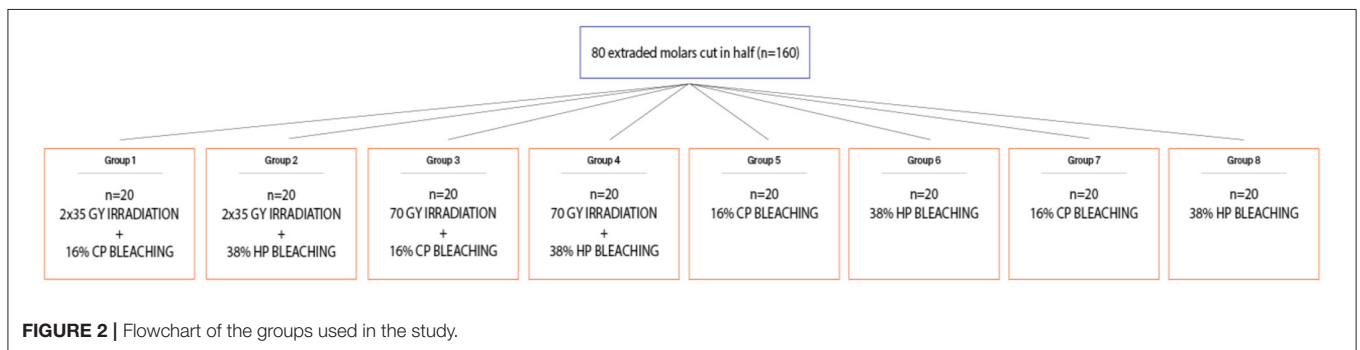 80 extraded molars cut in half (n=160)
Group 1
n=20
2x35 GY IRRADIATION
+
16% CP BLEACHING
Group 2
n=20
2x35 GY IRRADIATION
+
38% HP BLEACHING
Group 3
n=20
70 GY IRRADIATION
+
16% CP BLEACHING
Group 4
n=20
70 GY IRRADIATION
+
38% HP BLEACHING
Group 5
n=20
16% CP BLEACHING
Group 6
n=20
38% HP BLEACHING
Group 7
n=20
16% CP BLEACHING
Group 8
n=20
38% HP BLEACHING
FIGURE 2 | Flowchart of the groups used in the study.